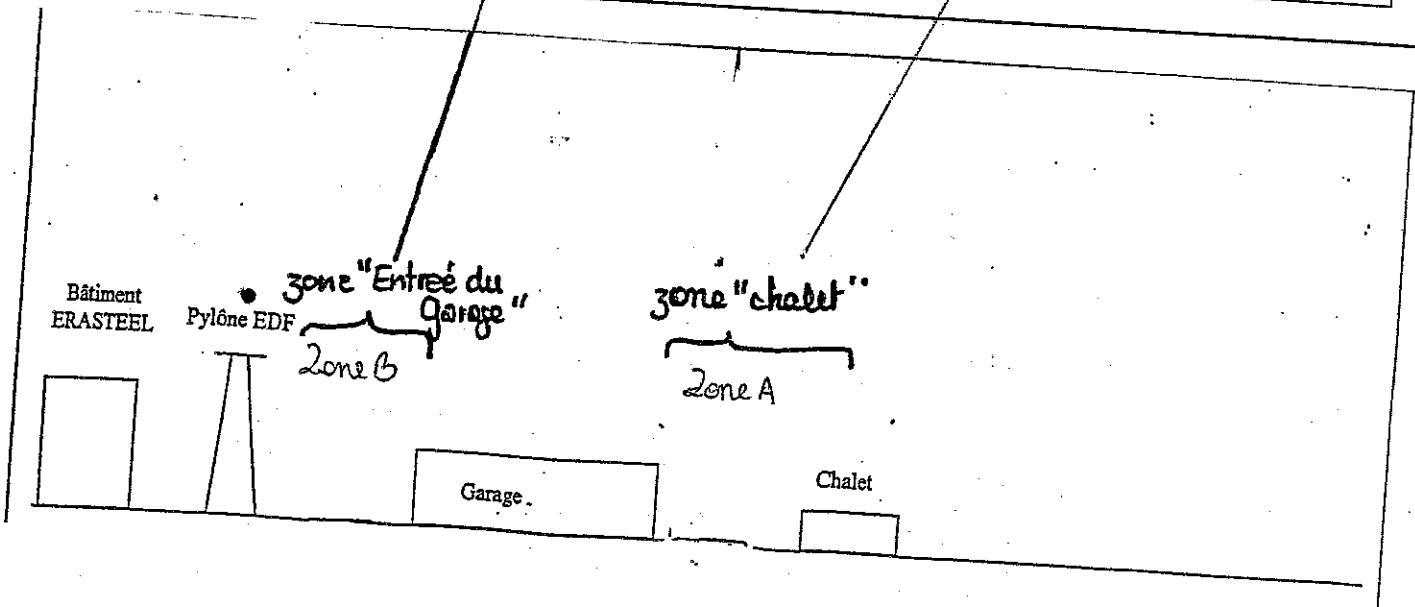 Bâtiment
ERASTEEL
Pylône EDF
zone "Entreé du
garage"
Zone B
zone "chalet"
Zone A
Garage
Chalet